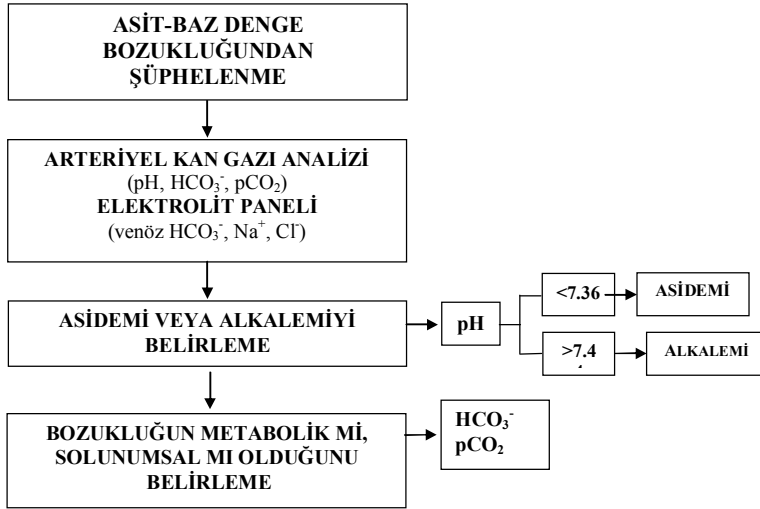 ASİT-BAZ DENGE
BOZUKLUĞUNDAN
ŞÜPHELENME
ARTERİYEL KAN GAZI ANALİZİ
(pH, HCO₃⁻, pCO₂)
ELEKTROLİT PANELİ
(venöz HCO₃⁻, Na⁺, Cl⁻)
ASİDEMİ VEYA ALKALEMİYİ
BELİRLEME
pH
<7.36
ASİDEMİ
>7.4
ALKALEMİ
BOZUKLUĞUN METABOLİK Mİ,
SOLUNUMSAL MI OLDUĞUNU
BELİRLEME
HCO₃⁻
pCO₂